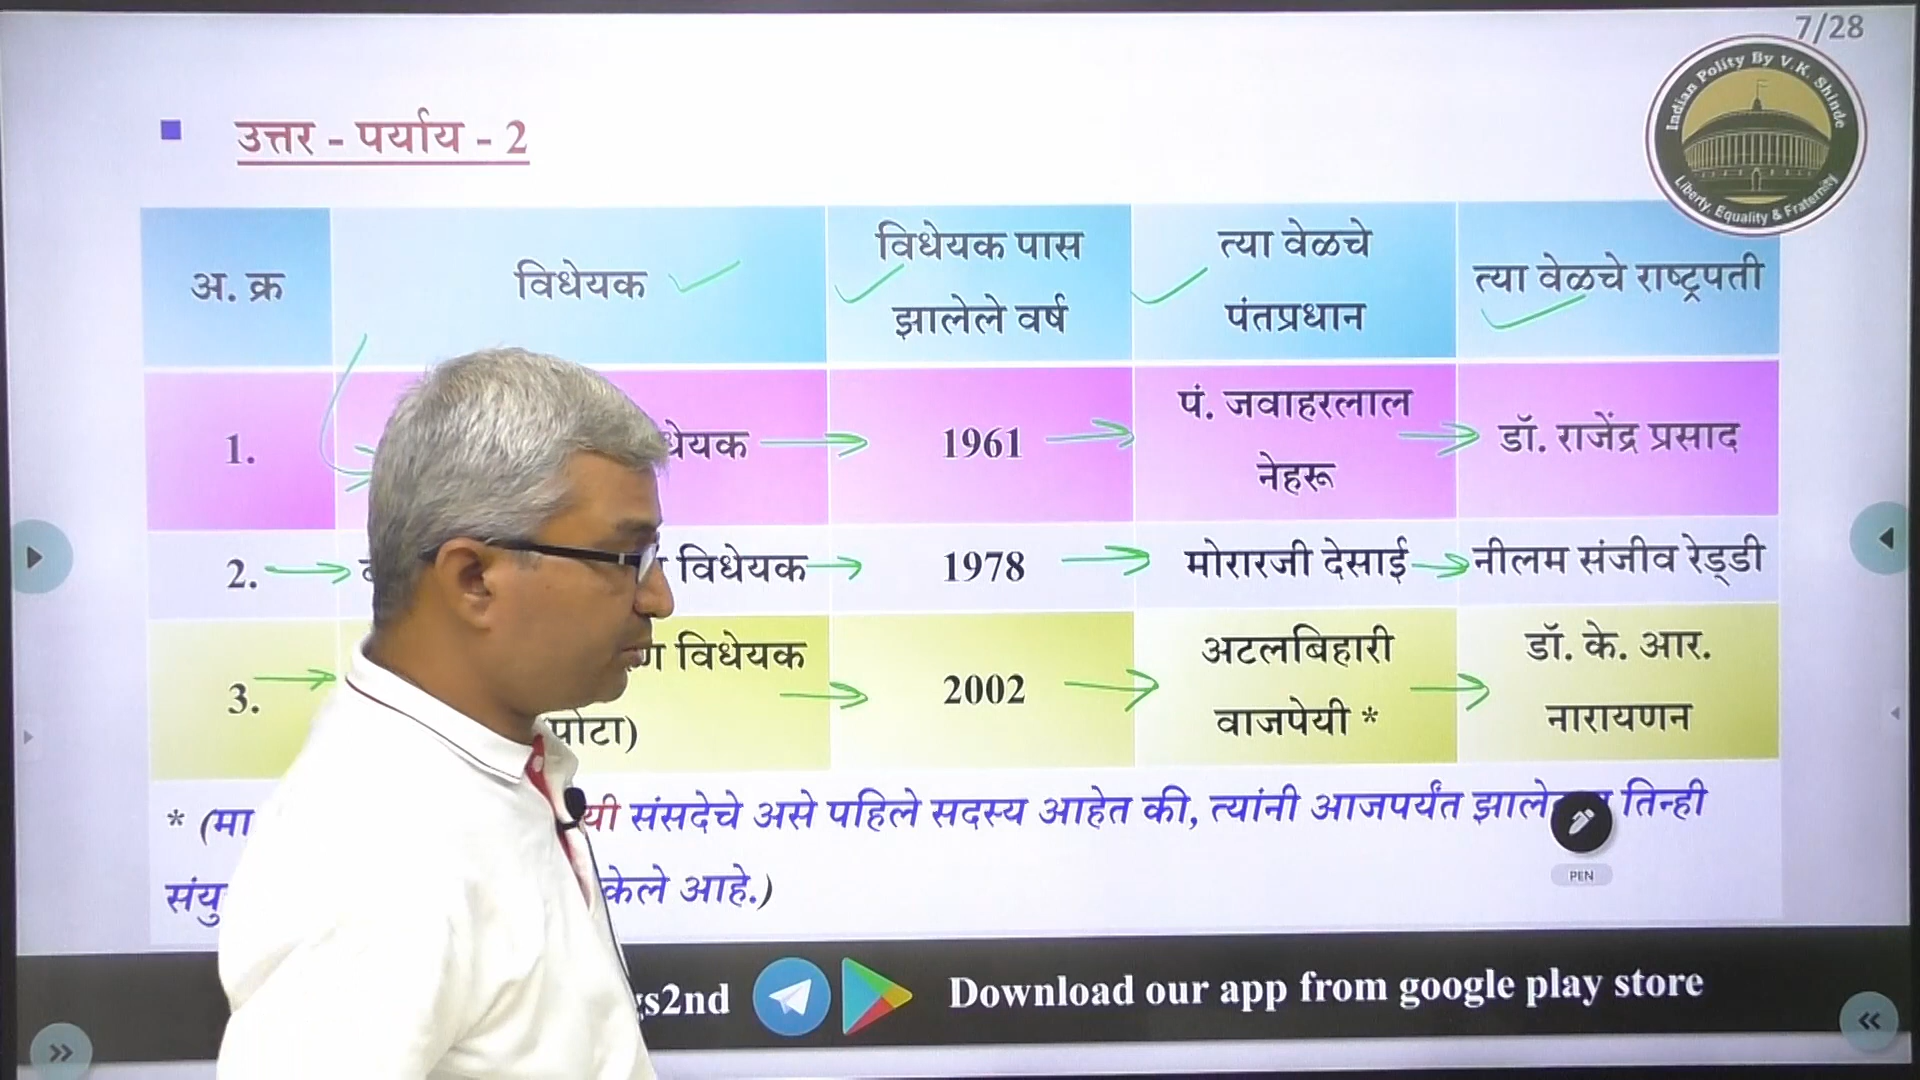 7/28
Indian Polity By V.K. Shinde
Liberty, Equality & Fraternity
उत्तर - पर्याय - 2
अ. क्र
विधेयक
विधेयक पास
झालेले वर्ष
त्या वेळचे
पंतप्रधान
त्या वेळचे राष्ट्रपती
1.
1961
पं. जवाहरलाल
नेहरू
डॉ. राजेंद्र प्रसाद
2.
विधेयक
1978
मोरारजी देसाई
नीलम संजीव रेड्डी
3.
विधेयक
पोटा)
2002
अटलबिहारी
वाजपेयी *
डॉ. के. आर.
नारायणन
* संसदेचे असे पहिले सदस्य आहेत की, त्यांनी आजपर्यंत तिन्ही
केले आहे.)
PEN
gs2nd Download our app from google play store